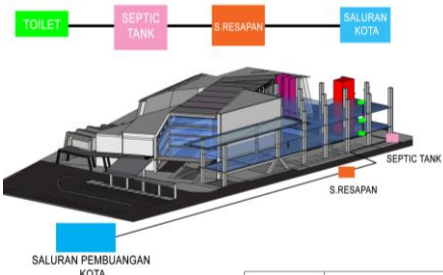 TOILET
SEPTIC
TANK
S.RESAPAN
SALURAN
KOTA
SEPTIC TANK
S.RESAPAN
SALURAN PEMBUANGAN
KOTA